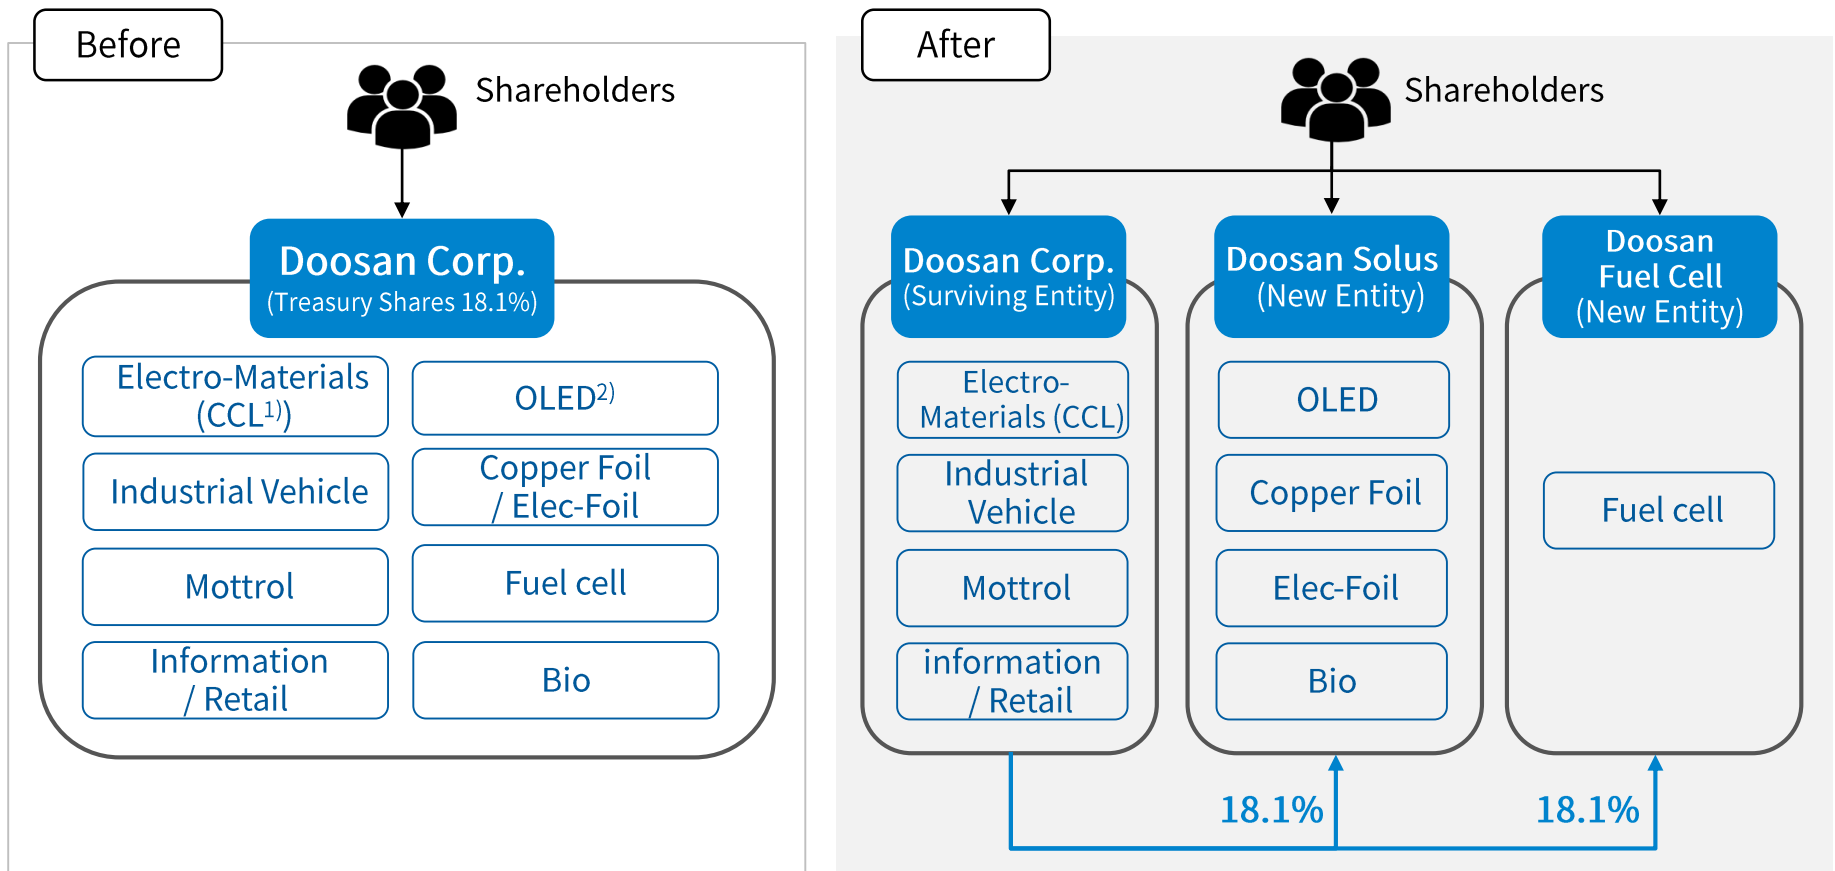 Before
Shareholders
Doosan Corp.
(Treasury Shares 18.1%)
Electro-Materials
(CCL1))
OLED2)
Industrial Vehicle
Copper Foil
/ Elec-Foil
Mottrol
Fuel cell
Information
/ Retail
Bio
After
Shareholders
Doosan Corp.
(Surviving Entity)
Electro-
Materials (CCL)
Industrial
Vehicle
Mottrol
information
/ Retail
Doosan Solus
(New Entity)
OLED
Copper Foil
Elec-Foil
Bio
Doosan
Fuel Cell
(New Entity)
Fuel cell
18.1%
18.1%